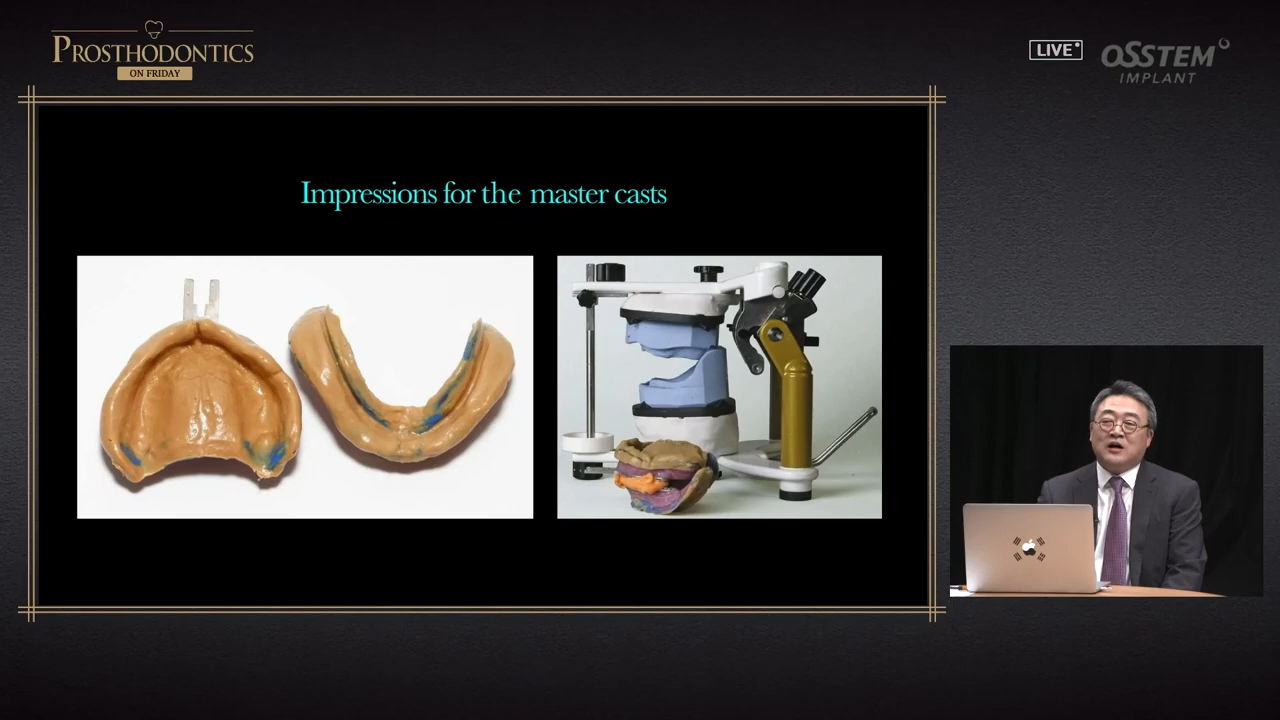 PROSTHODONTICS
ON FRIDAY
LIVE
OSSTEM
IMPLANT
Impressions for the master casts